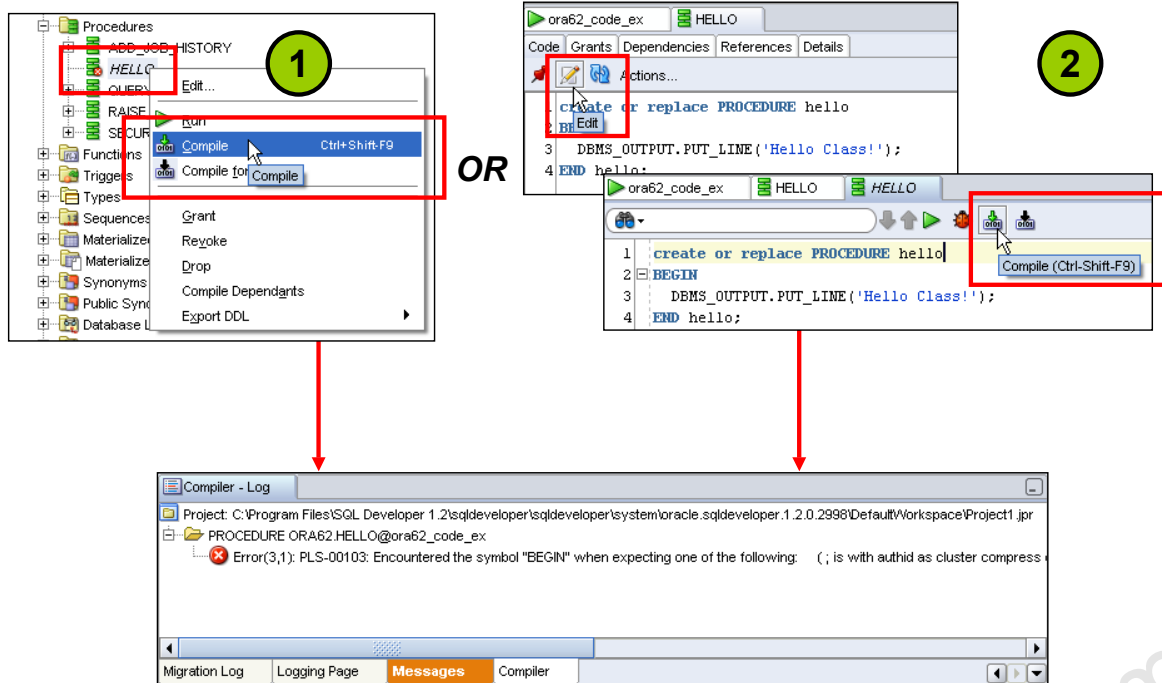 Procedures
ADD_JOB_HISTORY
HELLO
QUERY
RAISE
SECUR
Functions
Triggers
Types
Sequences
Materialize
Materialize
Synonyms
Public Syn
Database L
1
Edit...
Run
Compile Ctrl+Shift-F9
Compile for
Compile
Grant
Revoke
Drop
Compile Dependants
Export DDL
OR
ora62_code_ex HELLO
Code Grants Dependencies References Details
Actions...
1 create or replace PROCEDURE hello
2 BE
Edit
3 DBMS_OUTPUT.PUT_LINE('Hello Class!');
4 END hello;
2
ora62_code_ex HELLO HELLO
1 create or replace PROCEDURE hello
2 BEGIN
3 DBMS_OUTPUT.PUT_LINE('Hello Class!');
4 END hello;
Compile (Ctrl-Shift-F9)
Compiler - Log
Project: C:\Program Files\SQL Developer 1.2\sqldeveloper\sqldeveloper\system\oracle.sqldeveloper.1.2.0.2998\DefaultWorkspace\Project1.jpr
PROCEDURE ORA62.HELLO@ora62_code_ex
Error(3,1): PLS-00103: Encountered the symbol "BEGIN" when expecting one of the following: ( ; is with authid as cluster compress
Migration Log Logging Page Messages Compiler